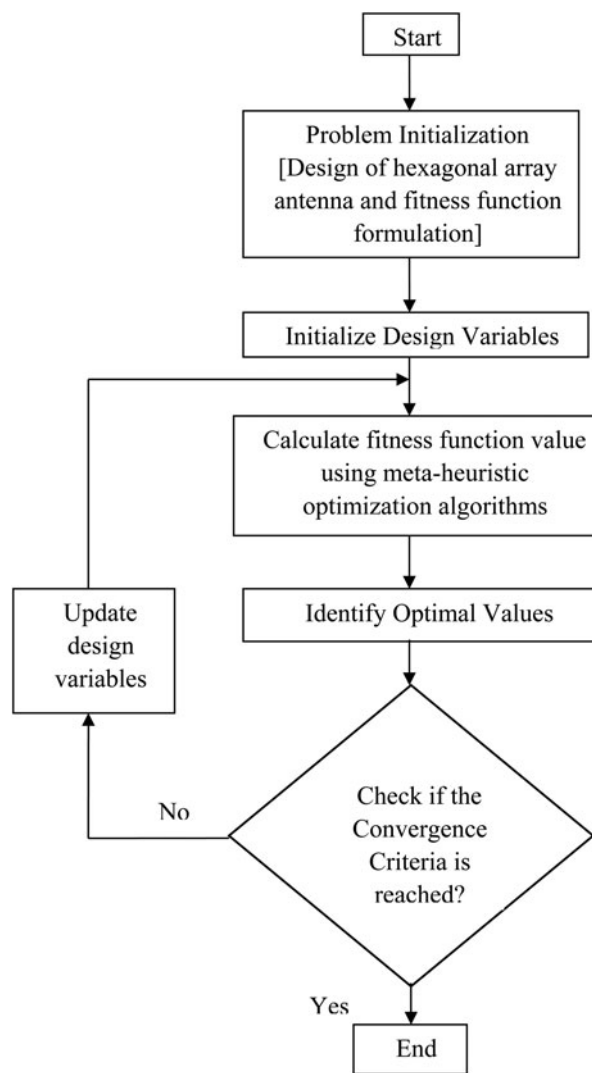 Start
Problem Initialization
[Design of hexagonal array
antenna and fitness function
formulation]
Initialize Design Variables
Calculate fitness function value
using meta-heuristic
optimization algorithms
Identify Optimal Values
Update
design
variables
No
Check if the
Convergence
Criteria is
reached?
Yes
End